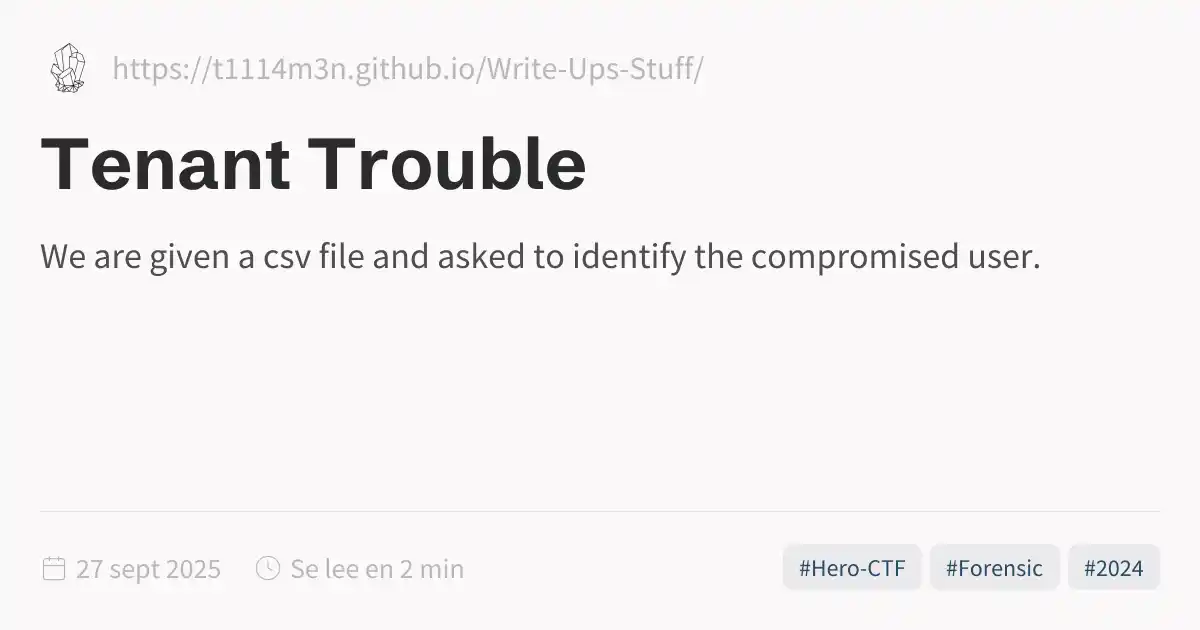 https://t1114m3n.github.io/Write-Ups-Stuff/
Tenant Trouble
We are given a csv file and asked to identify the compromised user.
27 sept 2025 Se lee en 2 min #Hero-CTF #Forensic #2024